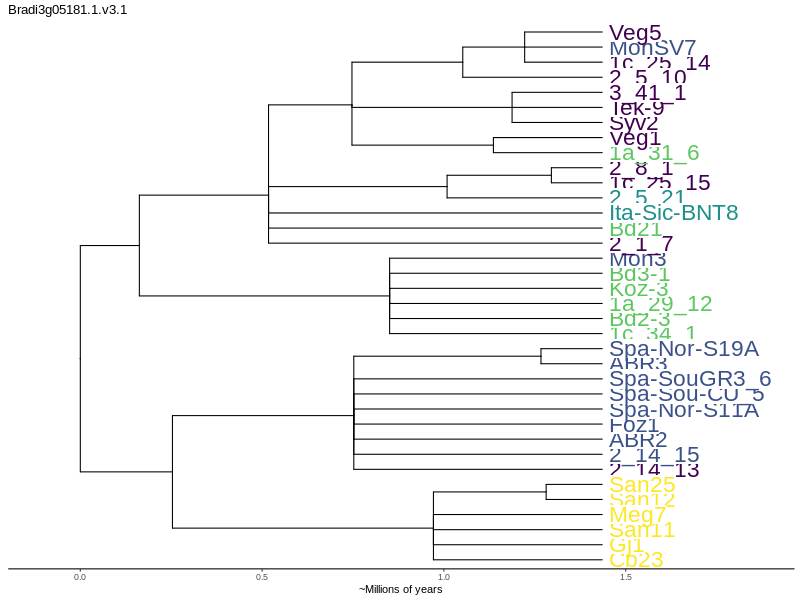 Bradi3g05181.1.v3.1
Veg5
MonSV7
1c_25_14
2_5_10
3_41_1
Tek-9
Syv2
Veg1
1a_31_6
2_8_1
1c_25_15
2_5_21
Ita-Sic-BNT8
Bd21
2_1_7
Mon3
Bd3-1
Koz-3
1a_29_12
Bd2-3
1c_34_1
Spa-Nor-S19A
ABR3
Spa-SouGR3_6
Spa-Sou-CU_5
Spa-Nor-S11A
Foz1
ABR2
2_14_15
2_14_13
San25
San12
Meg7
San11
Gj1
Cb23
0.0 0.5 1.0 1.5
~Millions of years